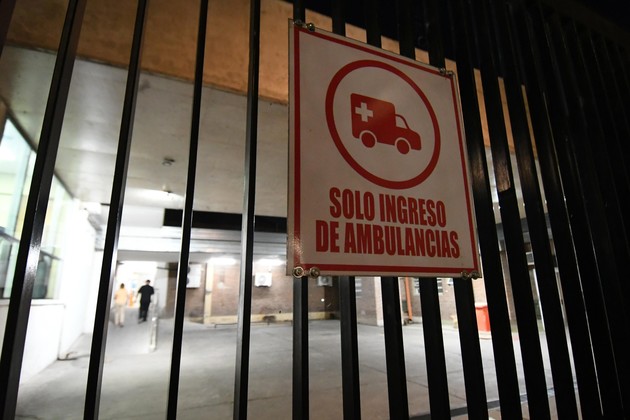 SOLO INGRESO
DE AMBULANCIAS